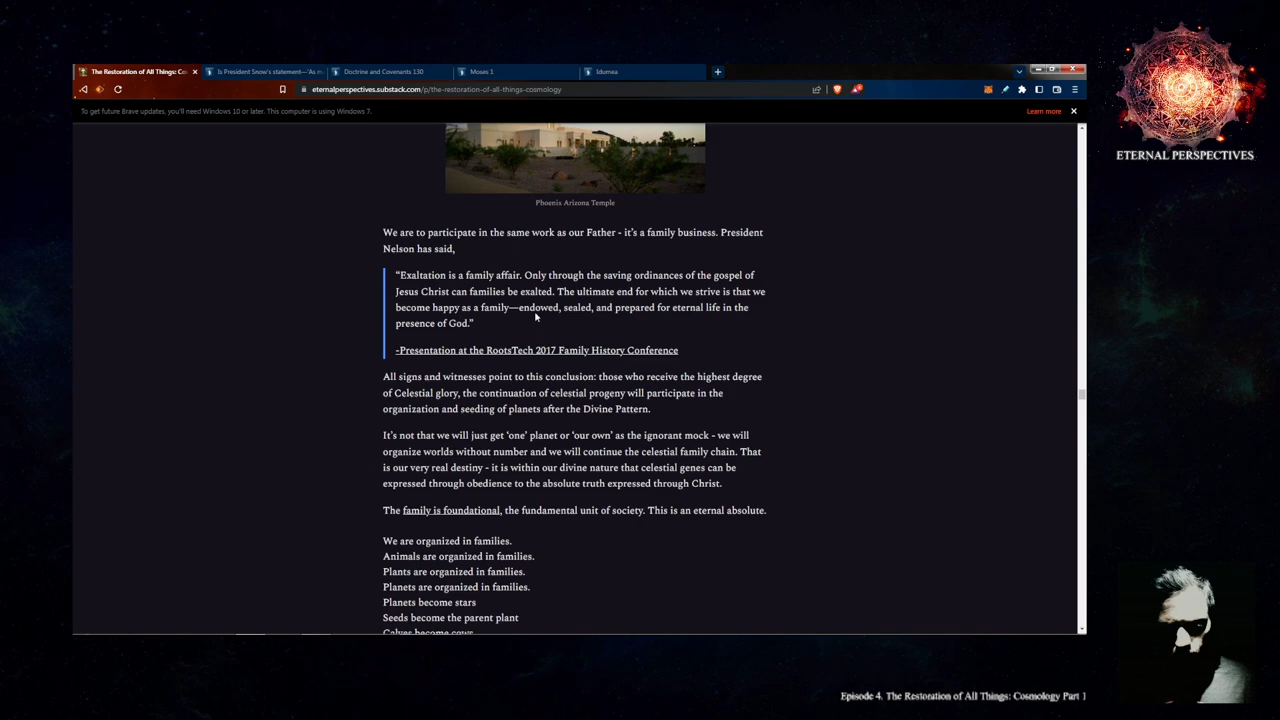 The Restoration of All Things: Co
Is President Snow's statement—'As m
Doctrine and Covenants 130
Moses 1
Idumea
eternalperspectives.substack.com/p/the-restoration-of-all-things-cosmology
To get future Brave updates, you'll need Windows 10 or later. This computer is using Windows 7.
Learn more
ETERNAL PERSPECTIVES
Phoenix Arizona Temple
We are to participate in the same work as our Father - it's a family business. President
Nelson has said,
“Exaltation is a family affair. Only through the saving ordinances of the gospel of
Jesus Christ can families be exalted. The ultimate end for which we strive is that we
become happy as a family—endowed, sealed, and prepared for eternal life in the
presence of God.”
-Presentation at the RootsTech 2017 Family History Conference
All signs and witnesses point to this conclusion: those who receive the highest degree
of Celestial glory, the continuation of celestial progeny will participate in the
organization and seeding of planets after the Divine Pattern.
It's not that we will just get ‘one’ planet or ‘our own’ as the ignorant mock - we will
organize worlds without number and we will continue the celestial family chain. That
is our very real destiny - it is within our divine nature that celestial genes can be
expressed through obedience to the absolute truth expressed through Christ.
The family is foundational, the fundamental unit of society. This is an eternal absolute.
We are organized in families.
Animals are organized in families.
Plants are organized in families.
Planets are organized in families.
Planets become stars
Seeds become the parent plant
Calves become cows
Episode 4. The Restoration of All Things: Cosmology Part 1